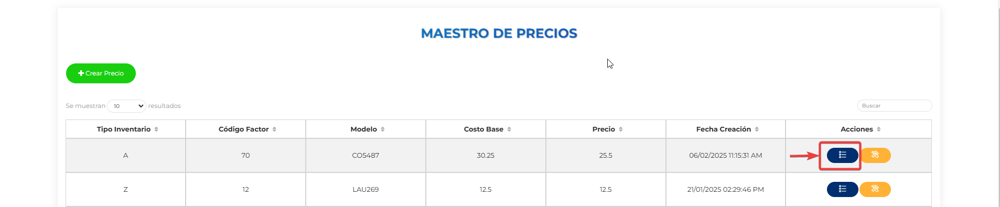 MAESTRO DE PRECIOS
Crear Precio
Se muestran 10 resultados
Buscar
Tipo Inventario Código Factor Modelo Costo Base Precio Fecha Creación Acciones
A 70 CO5487 30.25 25.5 06/02/2025 11:15:31 AM
Z 12 LAU269 12.5 12.5 21/01/2025 02:29:46 PM